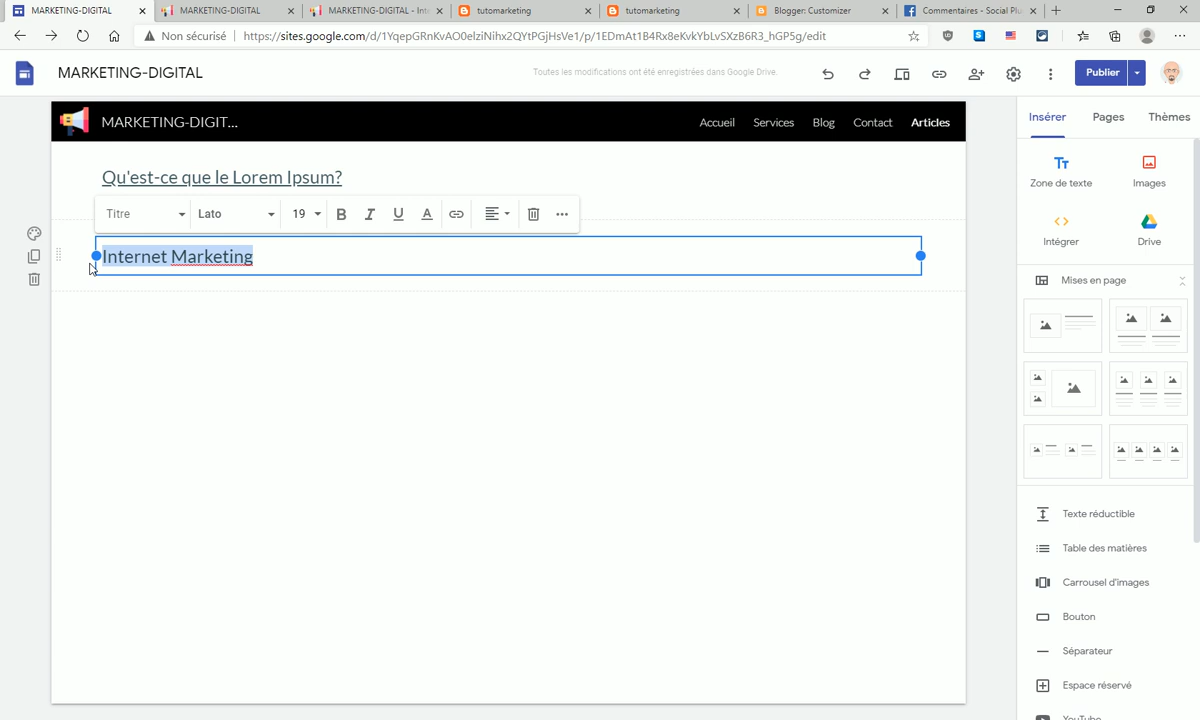 MARKETING-DIGITAL
MARKETING-DIGITAL
MARKETING-DIGITAL - Int
tutomarketing
tutomarketing
Blogger: Customizer
Commentaires - Social Plu
Non sécurisé
https://sites.google.com/d/1YqepGRnKvAO0elziNihx2QYtPGjHsVe1/p/1EDmAt1B4Rx8eKvkYbLvSXzB6R3_hGP5g/edit
MARKETING-DIGITAL
Toutes les modifications ont été enregistrées dans Google Drive.
Publier
MARKETING-DIGIT...
Accueil
Services
Blog
Contact
Articles
Insérer
Pages
Thèmes
Qu'est-ce que le Lorem Ipsum?
Titre
Lato
19
B
I
U
A
Internet Marketing
Tт
Zone de texte
Images
Intégrer
Drive
Mises en page
Texte réductible
Table des matières
Carrousel d'images
Bouton
Séparateur
Espace réservé
YouTube